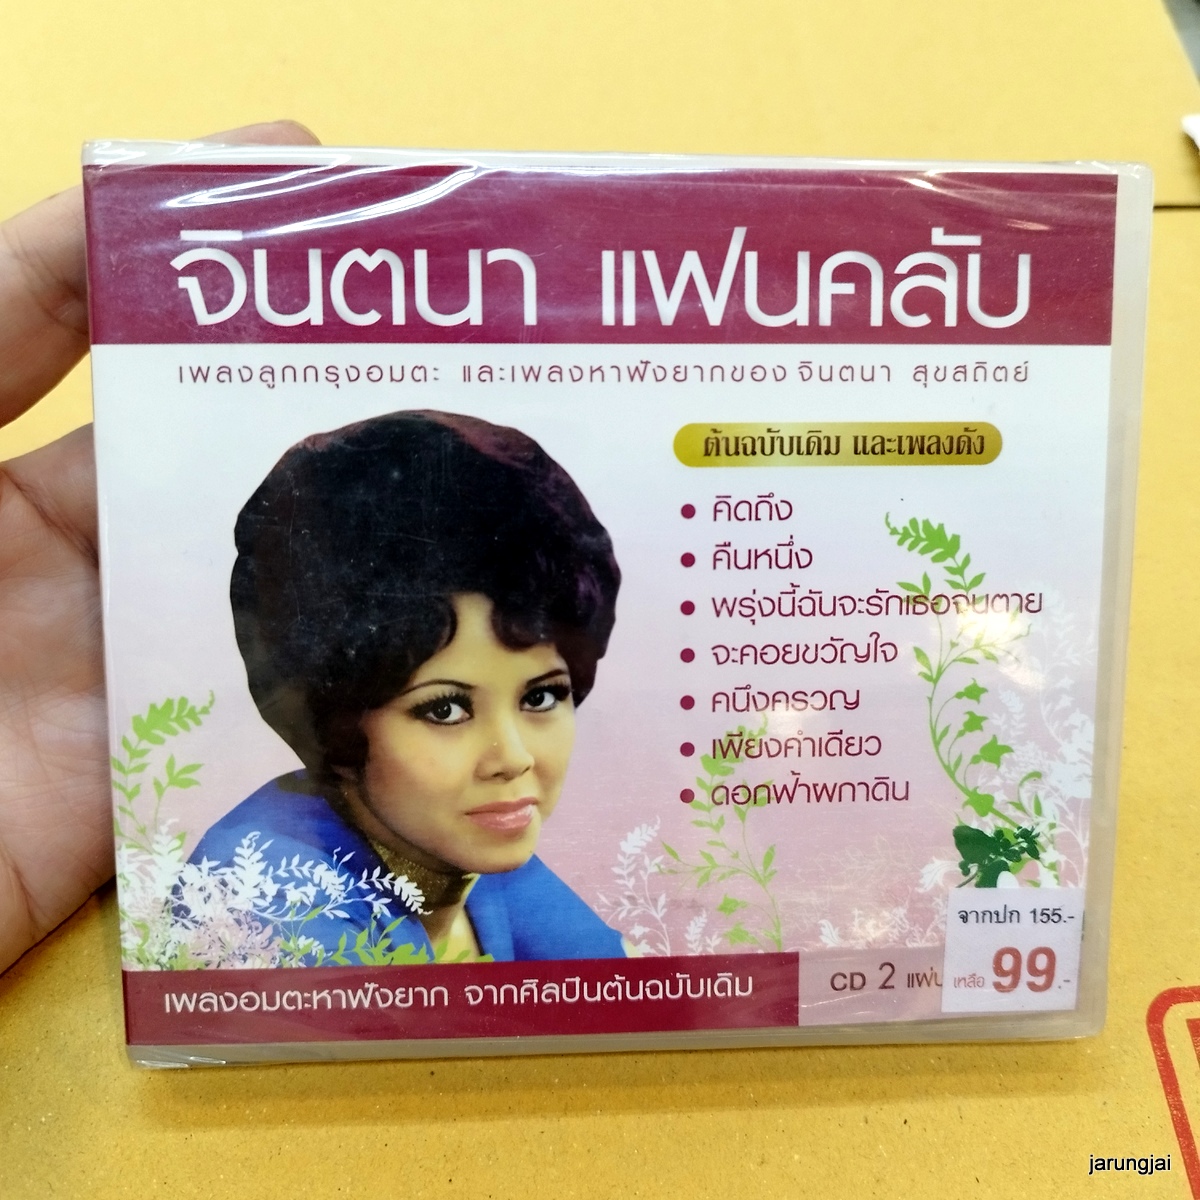 จินตนา แฟนคลับ
เพลงลูกกรุงอมตะ และเพลงหาฟังยากของ จินตนา สุขสถิตย์
ต้นฉบับเดิม และเพลงดัง
• คิดถึง
• คืนหนึ่ง
• พรุ่งนี้ฉันจะรักเธอจนตาย
• จะคอยขวัญใจ
• คนึงครวญ
• เพียงคำเดียว
• ดอกฟ้าผกาดิน
จากปก 155.-
เหลือ 99.-
เพลงอมตะหาฟังยาก จากศิลปินต้นฉบับเดิม
CD 2 แผ่น
jarungjai